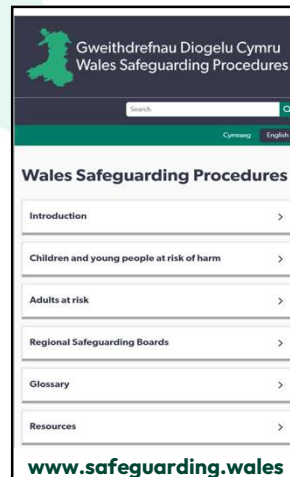 Gweithdrefnau Diogelu Cymru
Wales Safeguarding Procedures
Search
Cymraeg English
Wales Safeguarding Procedures
Introduction
Children and young people at risk of harm
Adults at risk
Regional Safeguarding Boards
Glossary
Resources
www.safeguarding.wales